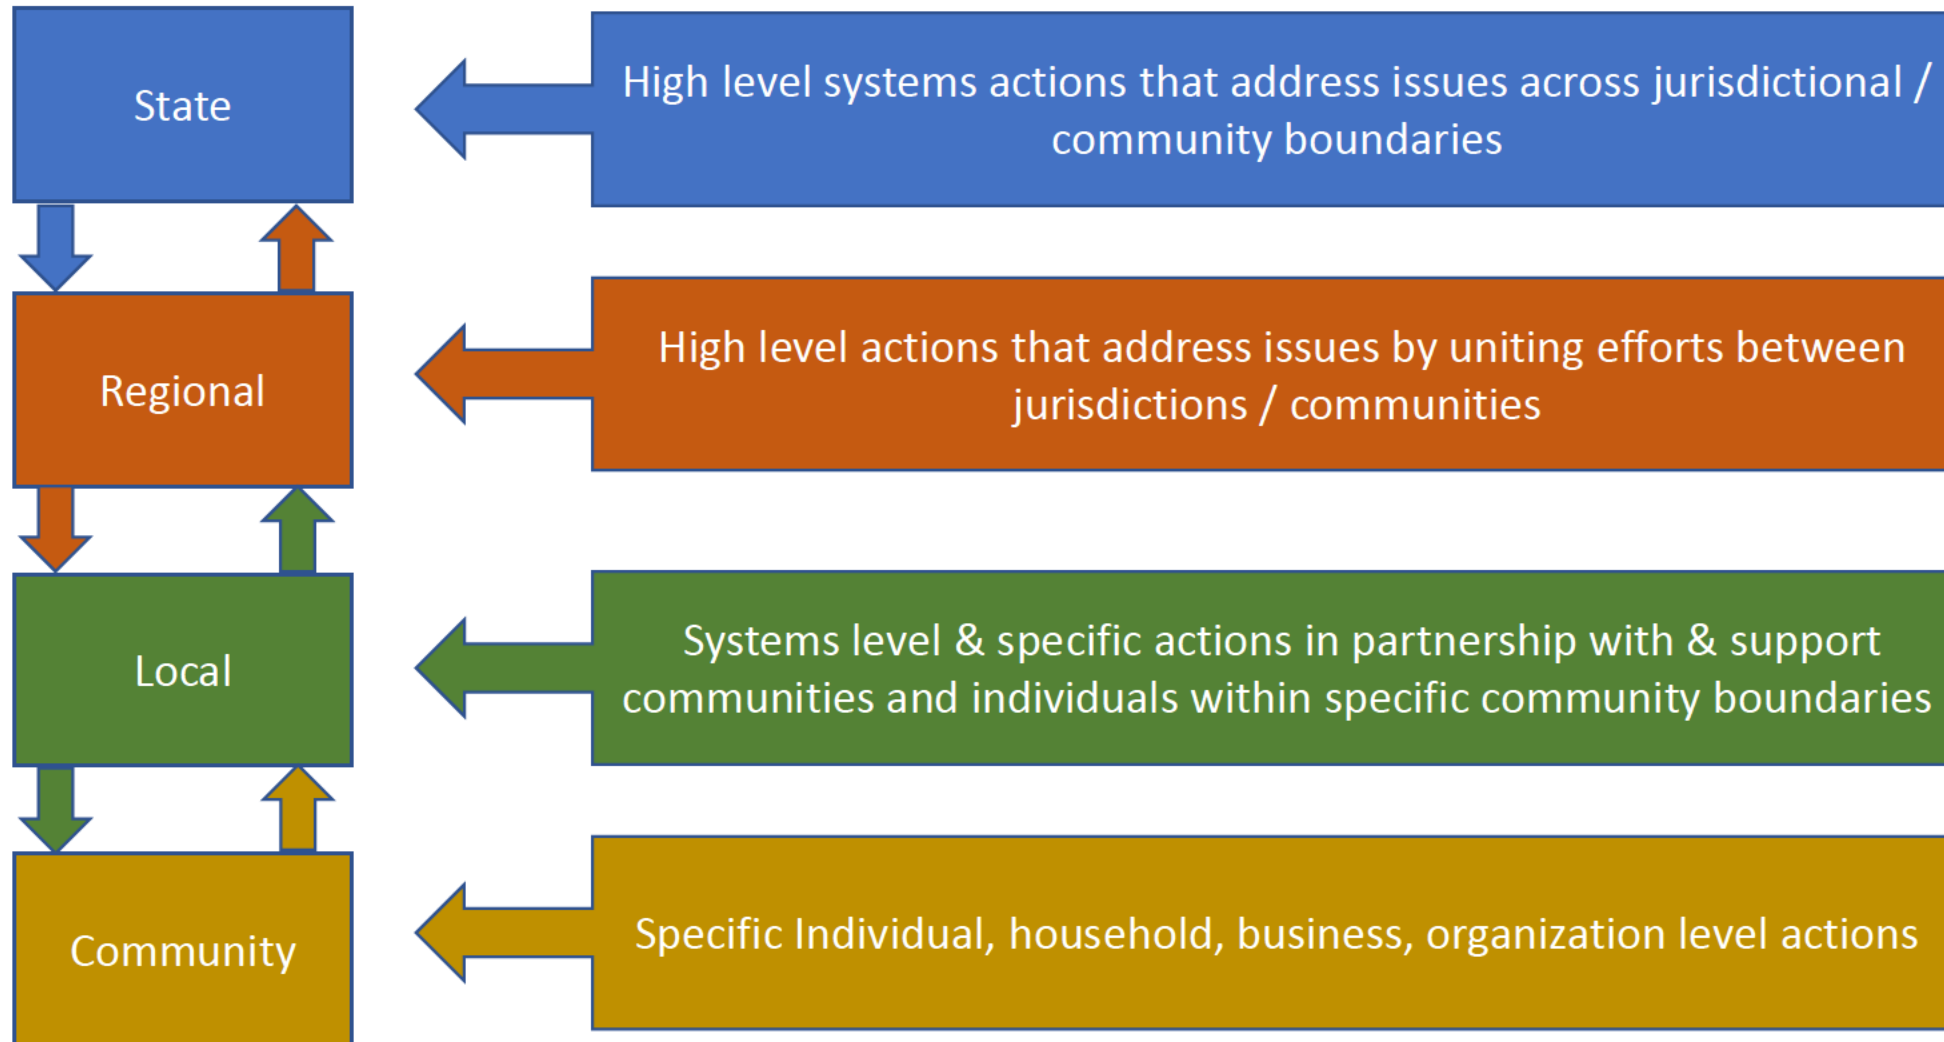 State
High level systems actions that address issues across jurisdictional /
community boundaries
Regional
High level actions that address issues by uniting efforts between
jurisdictions / communities
Local
Systems level & specific actions in partnership with & support
communities and individuals within specific community boundaries
Community
Specific Individual, household, business, organization level actions